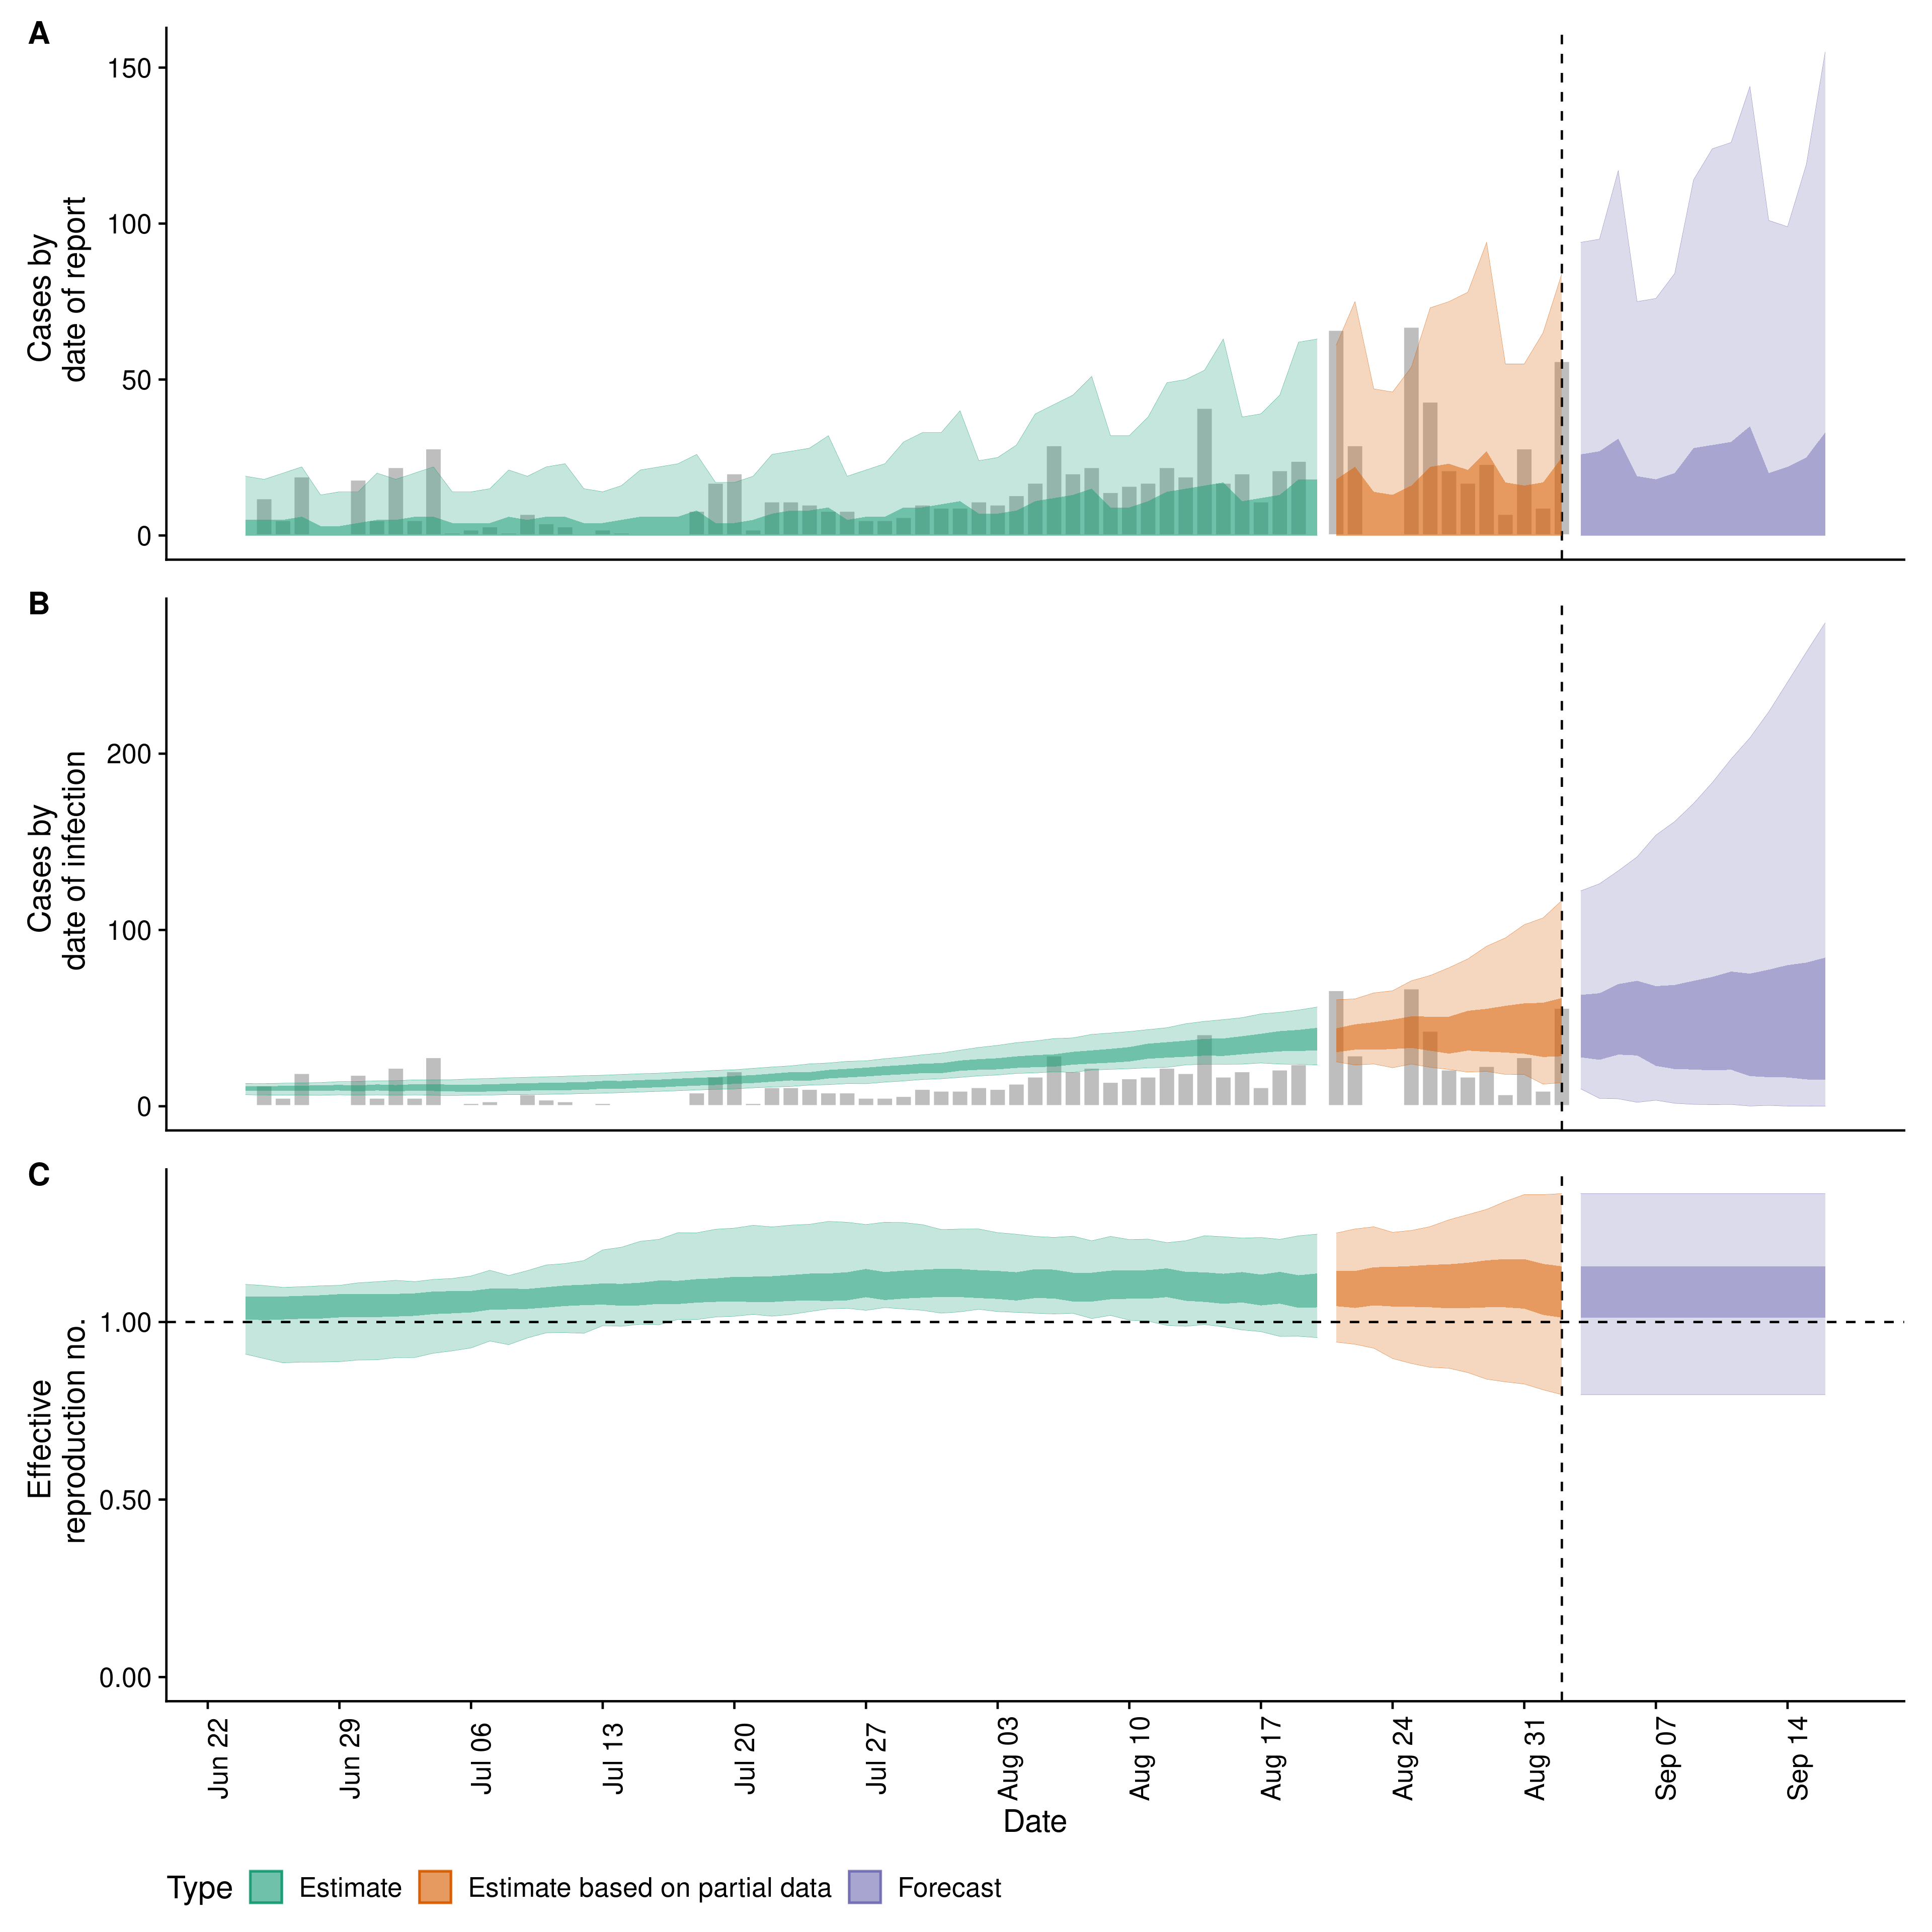 A
Cases by
date of report
150
100
50
0
B
Cases by
date of infection
200
100
0
C
Effective
reproduction no.
1.00
0.50
0.00
Jun 22
Jun 29
Jul 06
Jul 13
Jul 20
Jul 27
Aug 03
Aug 10
Aug 17
Aug 24
Aug 31
Sep 07
Sep 14
Date
Type Estimate Estimate based on partial data Forecast